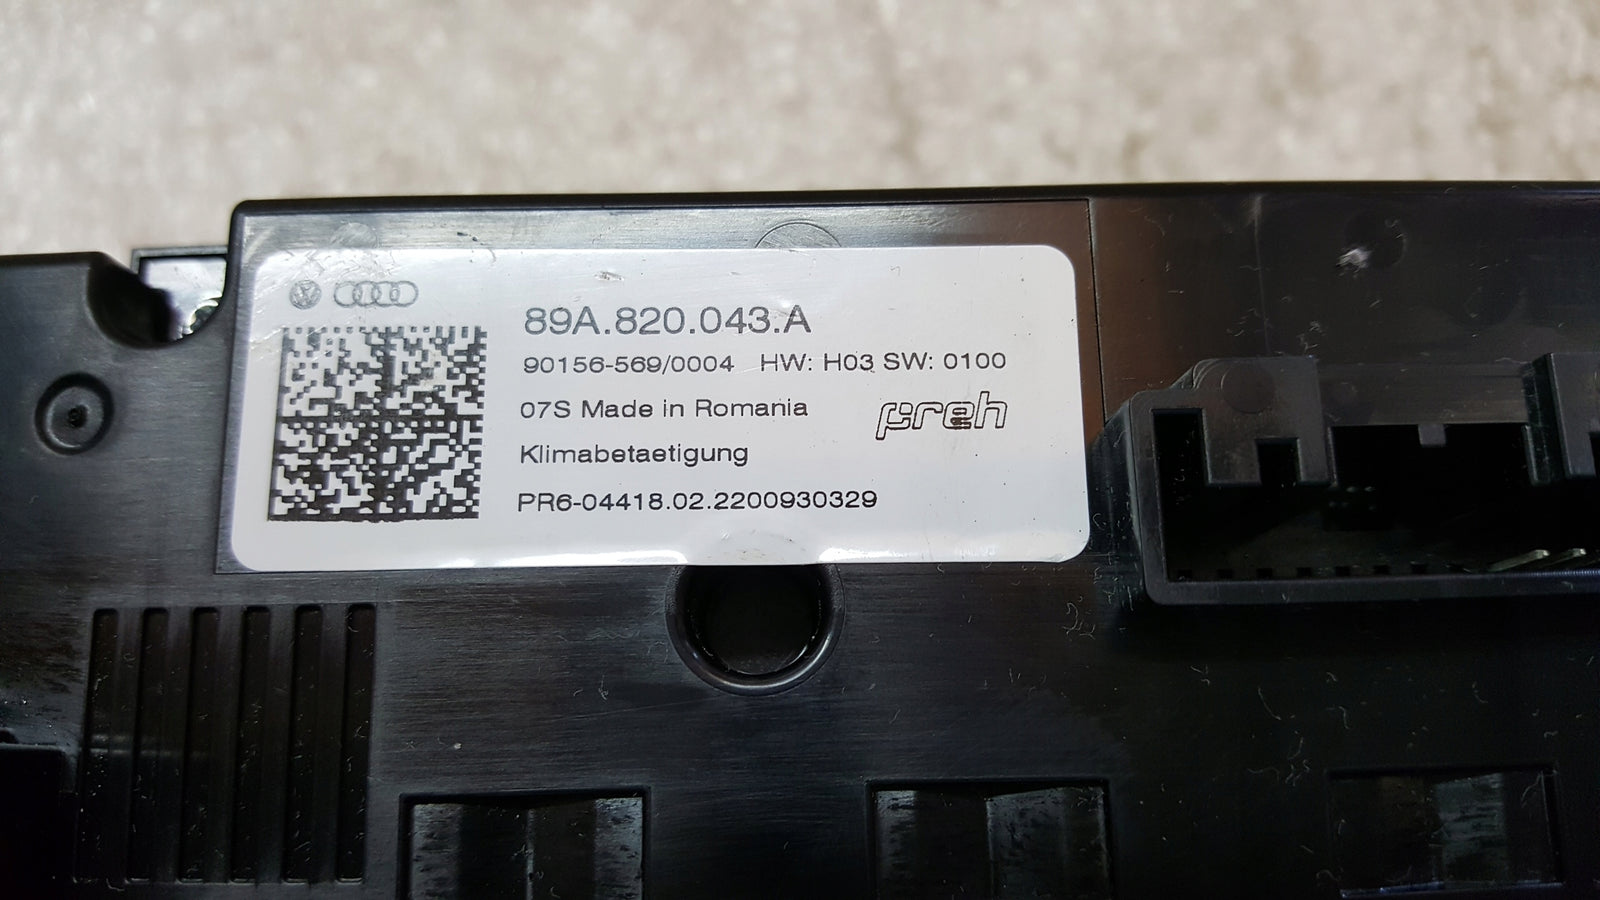 89A.820.043.A
90156-569/0004 HW: H03 SW: 0100
07S Made in Romania
preh
Klimabetaetigung
PR6-04418.02.2200930329